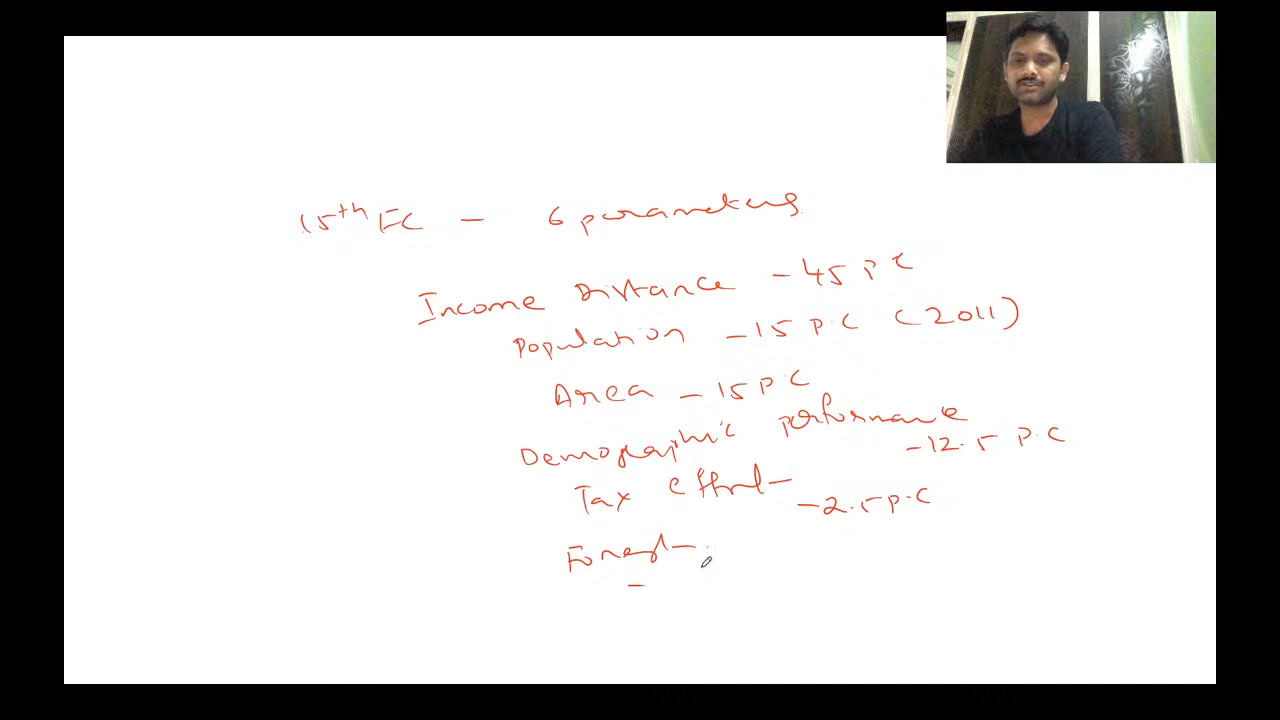 15th FC - 6 parameters
Income Distance - 45 P C
Population - 15 P.C (2011)
Area - 15 P C
Demographic performance - 12.5 P.C
Tax effort - 2.5 P.C
Forest -